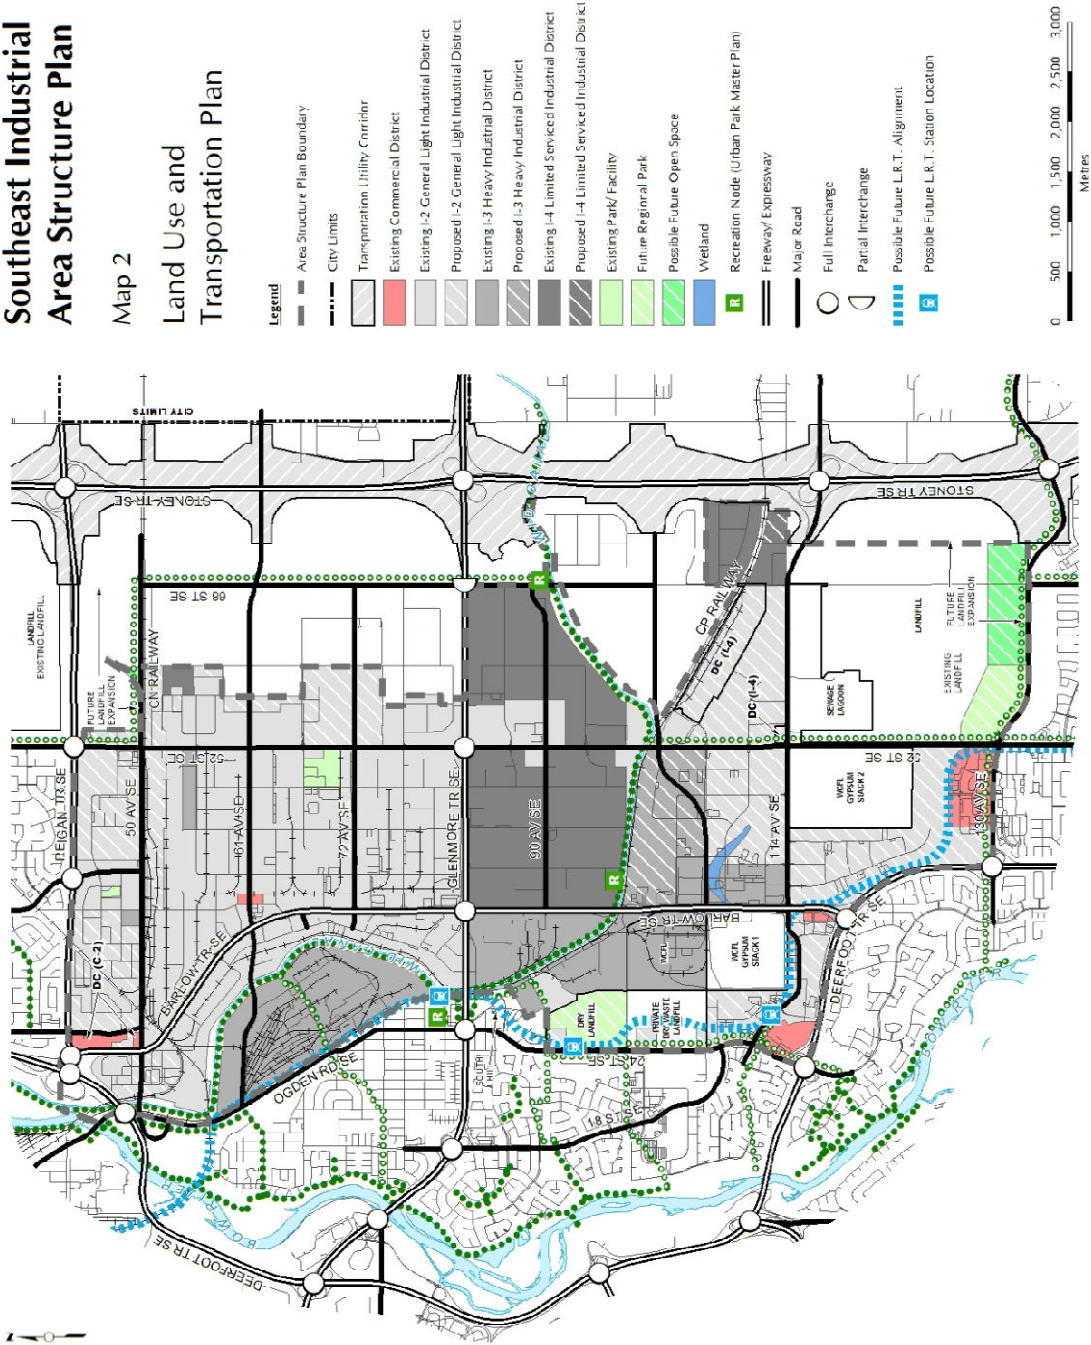 Southeast Industrial
Area Structure Plan
Map 2
Land Use and
Transportation Plan
Legend
Area Structure Plan Boundary
City Limits
Transportation Utility Corridor
Existing Commercial District
Existing I-2 General Light Industrial District
Proposed I-2 General Light Industrial District
Existing I-3 Heavy Industrial District
Proposed I-3 Heavy Industrial District
Existing I-4 Limited Serviced Industrial District
Proposed I-4 Limited Serviced Industrial District
Existing Park/Facility
Future Regional Park
Possible Future Open Space
Wetland
R
Recreation Node (Urban Park Master Plan)
Freeway/Expressway
Major Road
Full Interchange
Partial Interchange
Possible Future L.R.T. Alignment
Possible Future L.R.T. Station Location
0 500 1,000 1,500 2,000 2,500 3,000
Metres
CITY LIMITS
STONEY TR SE
STONEY TR SE
LANDFILL
EXISTING LANDFILL
FUTURE
LANDFILL
EXPANSION
CN RAILWAY
68 ST SE
R
CP RAILWAY
DC (I-4)
DC (I-4)
SEWAGE
LAGOON
LANDFILL
FUTURE
LANDFILL
EXPANSION
EXISTING
LANDFILL
52 ST SE
52 ST SE
PEIGAN TR SE
50 AV SE
61 AV SE
72 AV SE
GLENMORE TR SE
90 AV SE
114 AV SE
130 AV SE
WCFL
GYPSUM
STACK 2
R
BARLOW TR SE
BARLOW TR SE
DC (C-2)
WCFL
WCFL
GYPSUM
STACK 1
DEERFOOT TR SE
R
DRY
LANDFILL
PRIVATE
DRY WASTE
LANDFILL
OGDEN RD SE
SOUTH
HILL
24 ST SE
18 ST SE
BOW RIVER
BOW RIVER
DEERFOOT TR SE